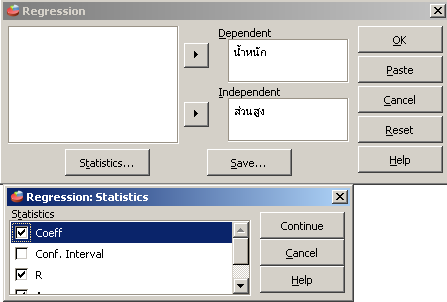 Regression
Dependent
น้ำหนัก
Independent
ส่วนสูง
OK
Paste
Cancel
Reset
Help
Statistics...
Save...
Regression: Statistics
Statistics
Coeff
Conf. Interval
R
Continue
Cancel
Help